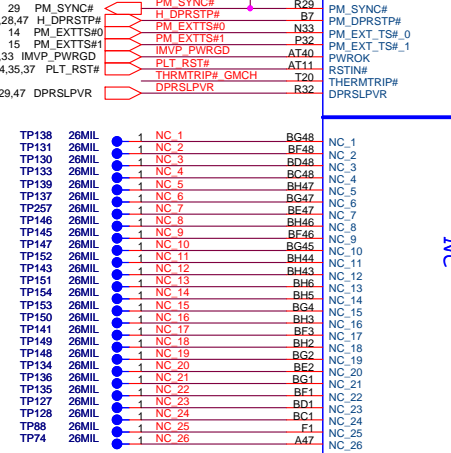 29 PM_SYNC# PM_SYNC# R29 PM_SYNC#
28,47 H_DPRSTP# H_DPRSTP# B7 PM_DPRSTP#
14 PM_EXTTS#0 PM_EXTTS#0 N33 PM_EXT_TS#_0
15 PM_EXTTS#1 PM_EXTTS#1 P32 PM_EXT_TS#_1
,33 IMVP_PWRGD IMVP_PWRGD AT40 PWROK
4,35,37 PLT_RST# PLT_RST# AT11 RSTIN#
THRMTRIP#_GMCH T20 THERMTRIP#
29,47 DPRSLPVR DPRSLPVR R32 DPRSLPVR
TP138 26MIL 1 NC_1 BG48 NC_1
TP131 26MIL 1 NC_2 BF48 NC_2
TP130 26MIL 1 NC_3 BD48 NC_3
TP133 26MIL 1 NC_4 BC48 NC_4
TP139 26MIL 1 NC_5 BH47 NC_5
TP137 26MIL 1 NC_6 BG47 NC_6
TP257 26MIL 1 NC_7 BE47 NC_7
TP146 26MIL 1 NC_8 BH46 NC_8
TP145 26MIL 1 NC_9 BF46 NC_9
TP147 26MIL 1 NC_10 BG45 NC_10
TP152 26MIL 1 NC_11 BH44 NC_11
TP143 26MIL 1 NC_12 BH43 NC_12
TP151 26MIL 1 NC_13 BH6 NC_13
TP154 26MIL 1 NC_14 BH5 NC_14
TP153 26MIL 1 NC_15 BG4 NC_15
TP150 26MIL 1 NC_16 BH3 NC_16
TP141 26MIL 1 NC_17 BF3 NC_17
TP149 26MIL 1 NC_18 BH2 NC_18
TP148 26MIL 1 NC_19 BG2 NC_19
TP134 26MIL 1 NC_20 BE2 NC_20
TP136 26MIL 1 NC_21 BG1 NC_21
TP135 26MIL 1 NC_22 BF1 NC_22
TP127 26MIL 1 NC_23 BD1 NC_23
TP128 26MIL 1 NC_24 BC1 NC_24
TP88 26MIL 1 NC_25 F1 NC_25
TP74 26MIL 1 NC_26 A47 NC_26
NC